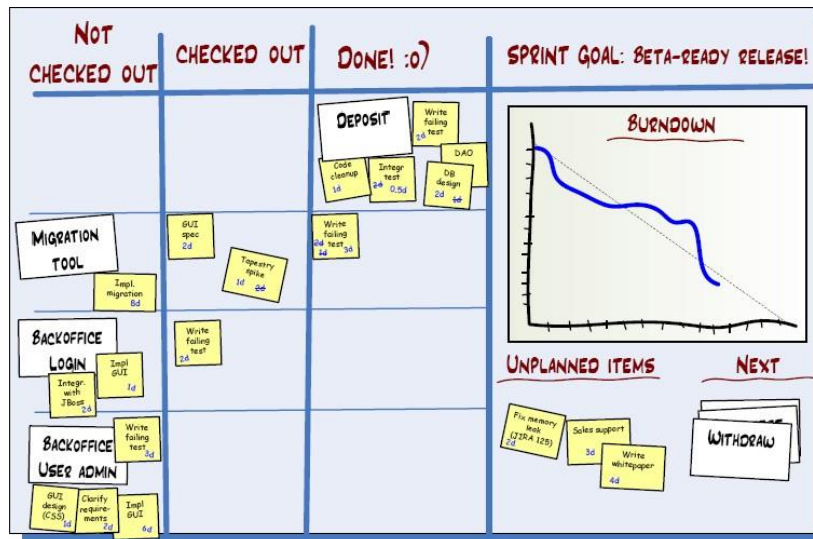 NOT
CHECKED OUT
CHECKED OUT
DONE! :O)
SPRINT GOAL: BETA-READY RELEASE!
DEPOSIT
Write
failing
test
2d
DAO
Code
cleanup
1d
Integr
test
2d 0.5d
DB
design
2d 1d
BURNDOWN
MIGRATION
TOOL
Impl.
migration
8d
GUI
spec
2d
Tapestry
spike
1d 2d
Write
failing
test
2d
1d 3d
BACKOFFICE
LOGIN
Integr.
with
JBoss
2d
Impl
GUI
1d
Write
failing
test
2d
UNPLANNED ITEMS
NEXT
Fix memory
leak
(JIRA 125)
2d
Sales support
3d
Write
whitepaper
4d
WITHDRAW
BACKOFFICE
USER ADMIN
Write
failing
test
3d
GUI
design
(CSS)
1d
Clarify
require-
ments
2d
Impl
GUI
6d